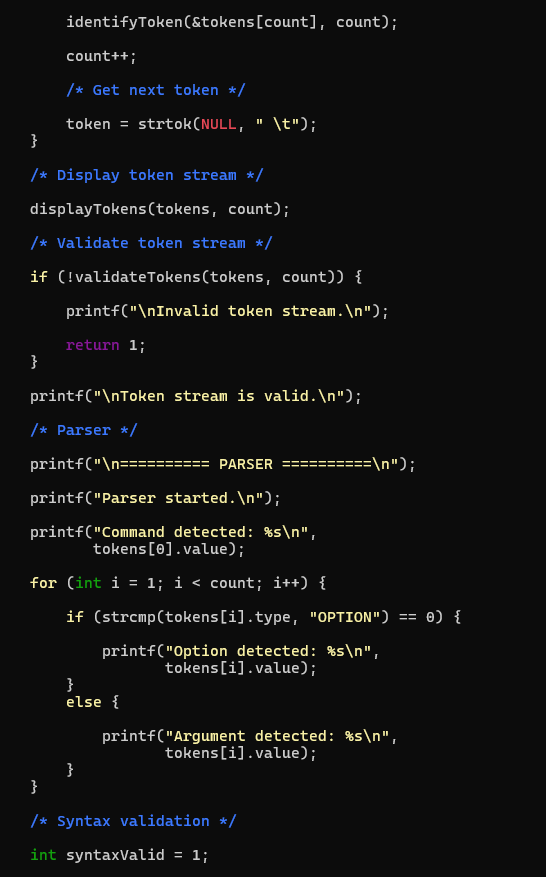 identifyToken(&tokens[count], count);
count++;
/* Get next token */
token = strtok(NULL, " \t");
}
/* Display token stream */
displayTokens(tokens, count);
/* Validate token stream */
if (!validateTokens(tokens, count)) {
printf("\nInvalid token stream.\n");
return 1;
}
printf("\nToken stream is valid.\n");
/* Parser */
printf("\n========== PARSER ==========\n");
printf("Parser started.\n");
printf("Command detected: %s\n",
tokens[0].value);
for (int i = 1; i < count; i++) {
if (strcmp(tokens[i].type, "OPTION") == 0) {
printf("Option detected: %s\n",
tokens[i].value);
}
else {
printf("Argument detected: %s\n",
tokens[i].value);
}
}
/* Syntax validation */
int syntaxValid = 1;